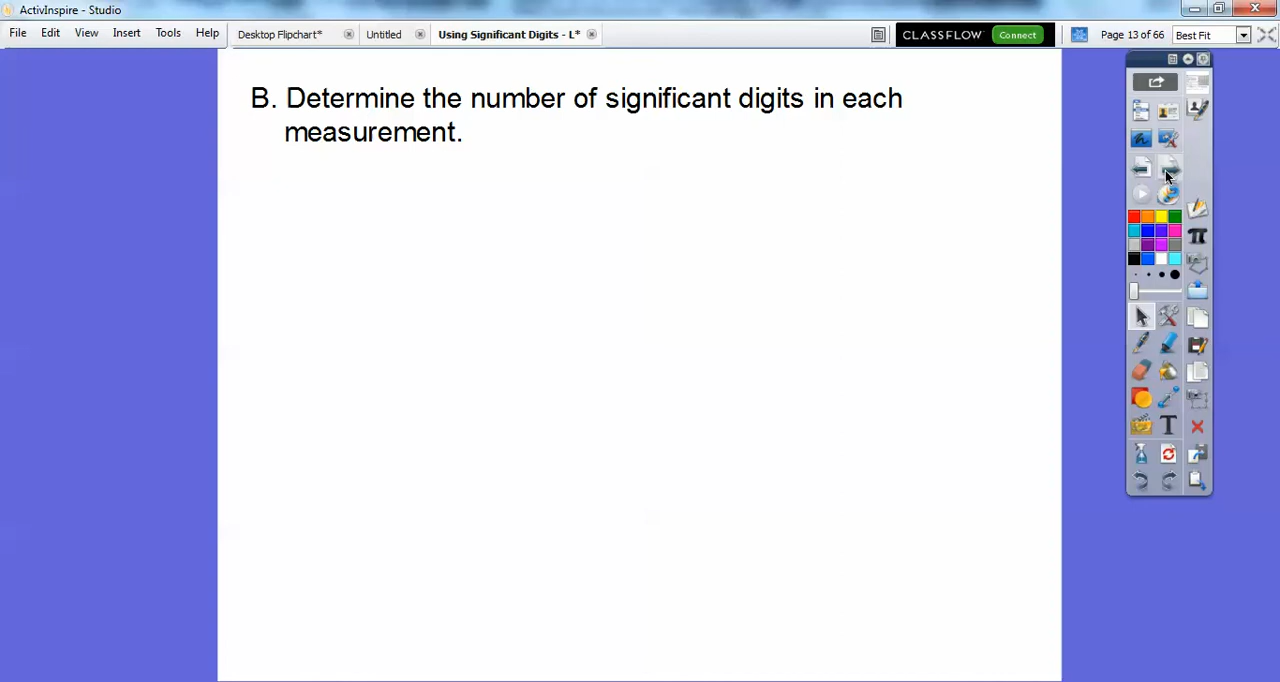 ActivInspire - Studio
File Edit View Insert Tools Help
Desktop Flipchart* Untitled Using Significant Digits - L*
CLASSFLOW Connect
Page 13 of 66 Best Fit
B. Determine the number of significant digits in each
measurement.